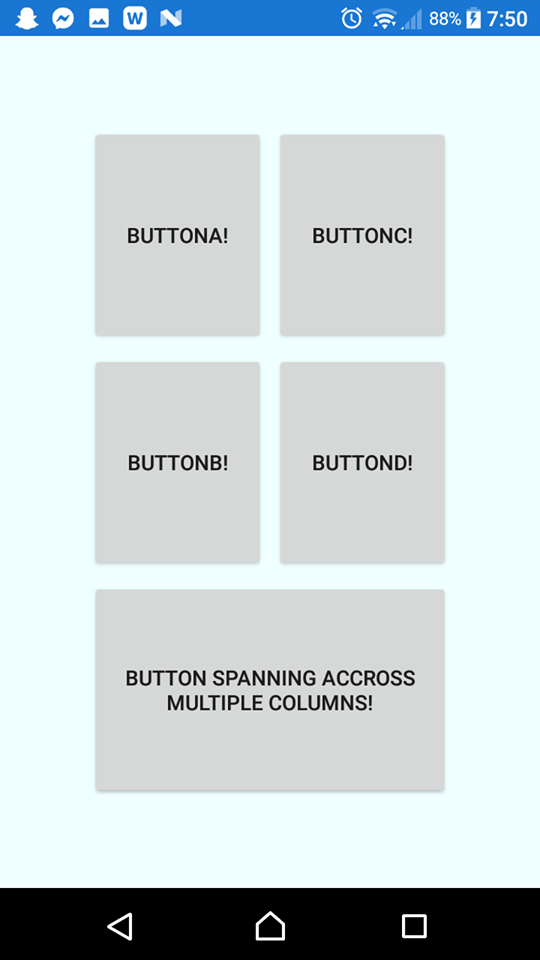 W N 88% 7:50
BUTTONA! BUTTONC!
BUTTONB! BUTTOND!
BUTTON SPANNING ACCROSS
MULTIPLE COLUMNS!